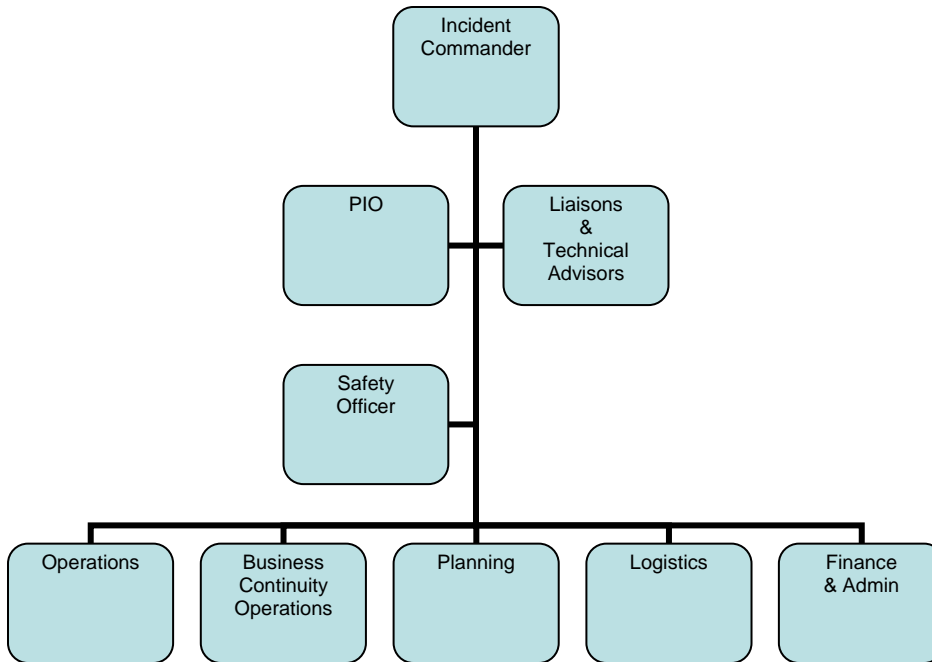 Incident
Commander
PIO
Liaisons
&
Technical
Advisors
Safety
Officer
Operations
Business
Continuity
Operations
Planning
Logistics
Finance
& Admin